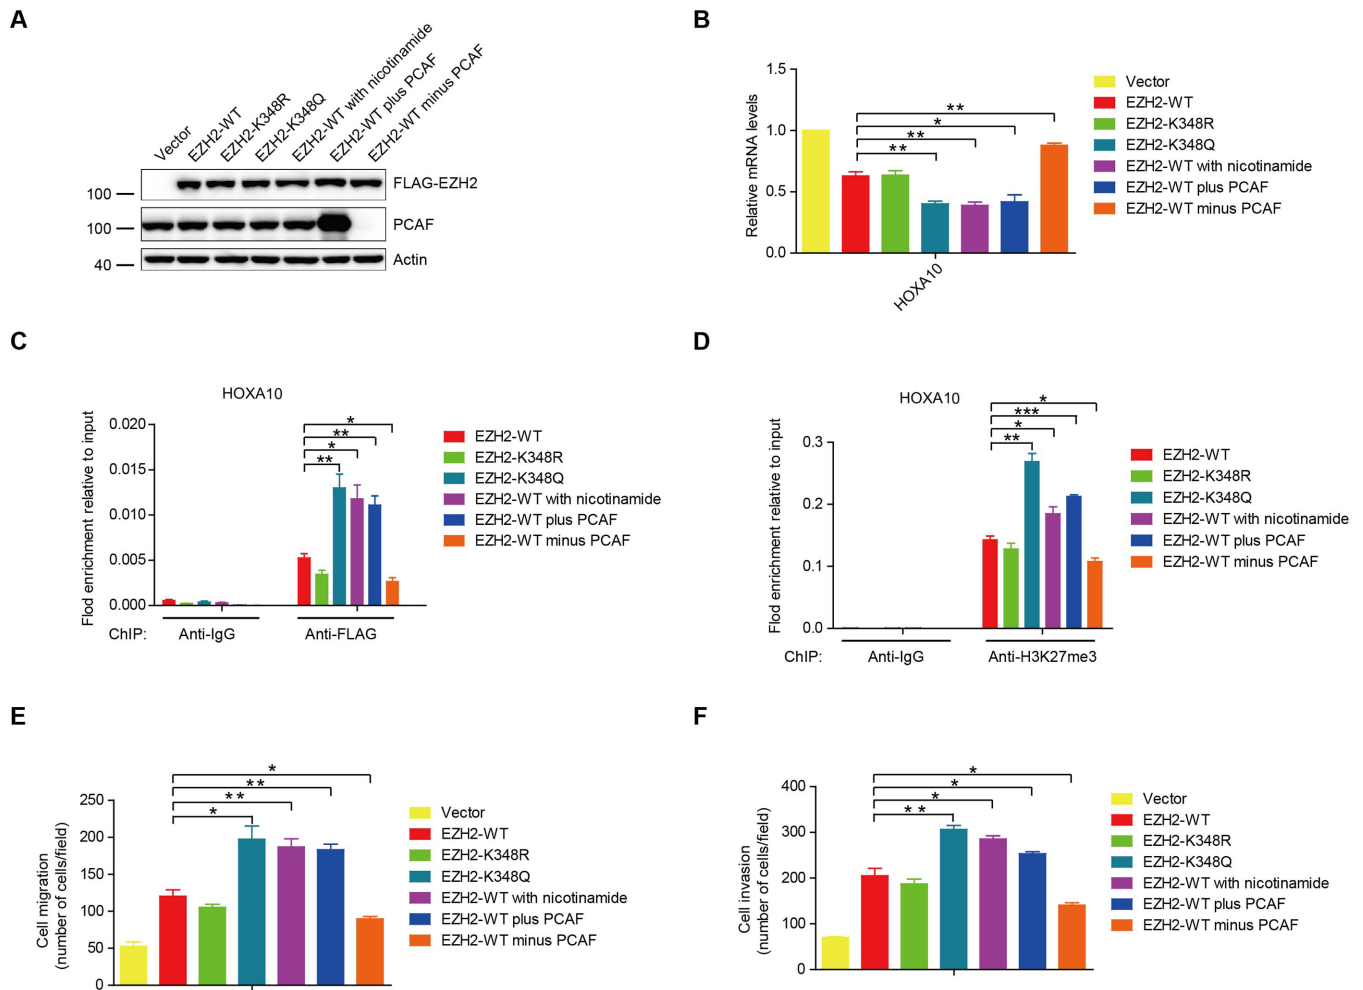 A
Vector
EZH2-WT
EZH2-K348R
EZH2-K348Q
EZH2-WT with nicotinamide
EZH2-WT plus PCAF
EZH2-WT minus PCAF
100
FLAG-EZH2
100
PCAF
40
Actin
B
Relative mRNA levels
1.5
1.0
0.5
0.0
**
*
**
**
HOXA10
Vector
EZH2-WT
EZH2-K348R
EZH2-K348Q
EZH2-WT with nicotinamide
EZH2-WT plus PCAF
EZH2-WT minus PCAF
C
HOXA10
Flod enrichment relative to input
0.020
0.015
0.010
0.005
0.000
*
**
*
**
ChIP:
Anti-IgG
Anti-FLAG
EZH2-WT
EZH2-K348R
EZH2-K348Q
EZH2-WT with nicotinamide
EZH2-WT plus PCAF
EZH2-WT minus PCAF
D
HOXA10
Flod enrichment relative to input
0.3
0.2
0.1
0.0
*
***
*
**
ChIP:
Anti-IgG
Anti-H3K27me3
EZH2-WT
EZH2-K348R
EZH2-K348Q
EZH2-WT with nicotinamide
EZH2-WT plus PCAF
EZH2-WT minus PCAF
E
Cell migration
(number of cells/field)
250
200
150
100
50
0
*
**
**
*
Vector
EZH2-WT
EZH2-K348R
EZH2-K348Q
EZH2-WT with nicotinamide
EZH2-WT plus PCAF
EZH2-WT minus PCAF
F
Cell invasion
(number of cells/field)
400
300
200
100
0
*
*
*
**
Vector
EZH2-WT
EZH2-K348R
EZH2-K348Q
EZH2-WT with nicotinamide
EZH2-WT plus PCAF
EZH2-WT minus PCAF